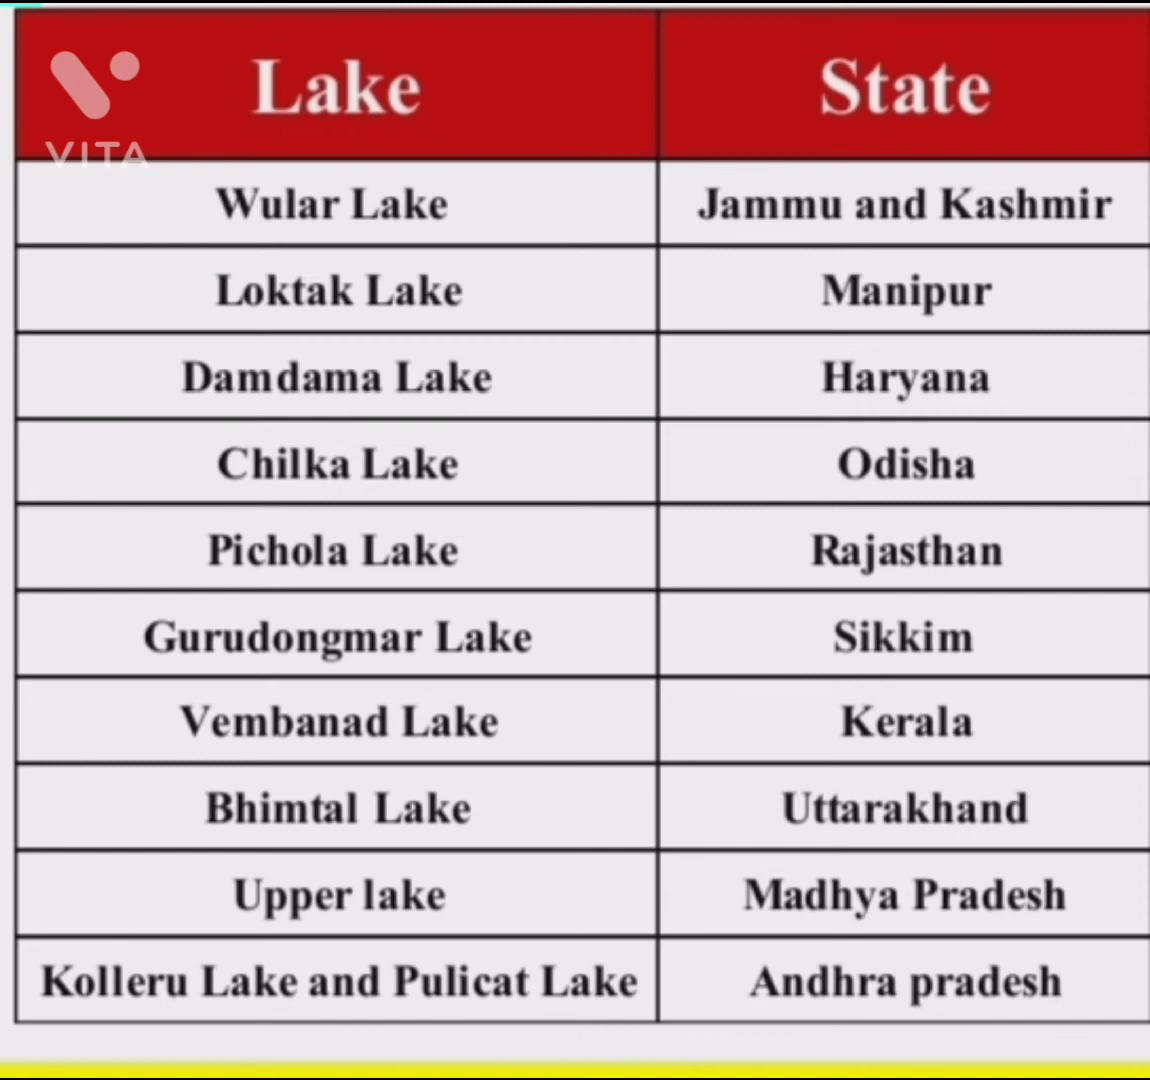 Lake State
VITA
Wular Lake Jammu and Kashmir
Loktak Lake Manipur
Damdama Lake Haryana
Chilka Lake Odisha
Pichola Lake Rajasthan
Gurudongmar Lake Sikkim
Vembanad Lake Kerala
Bhimtal Lake Uttarakhand
Upper lake Madhya Pradesh
Kolleru Lake and Pulicat Lake Andhra pradesh